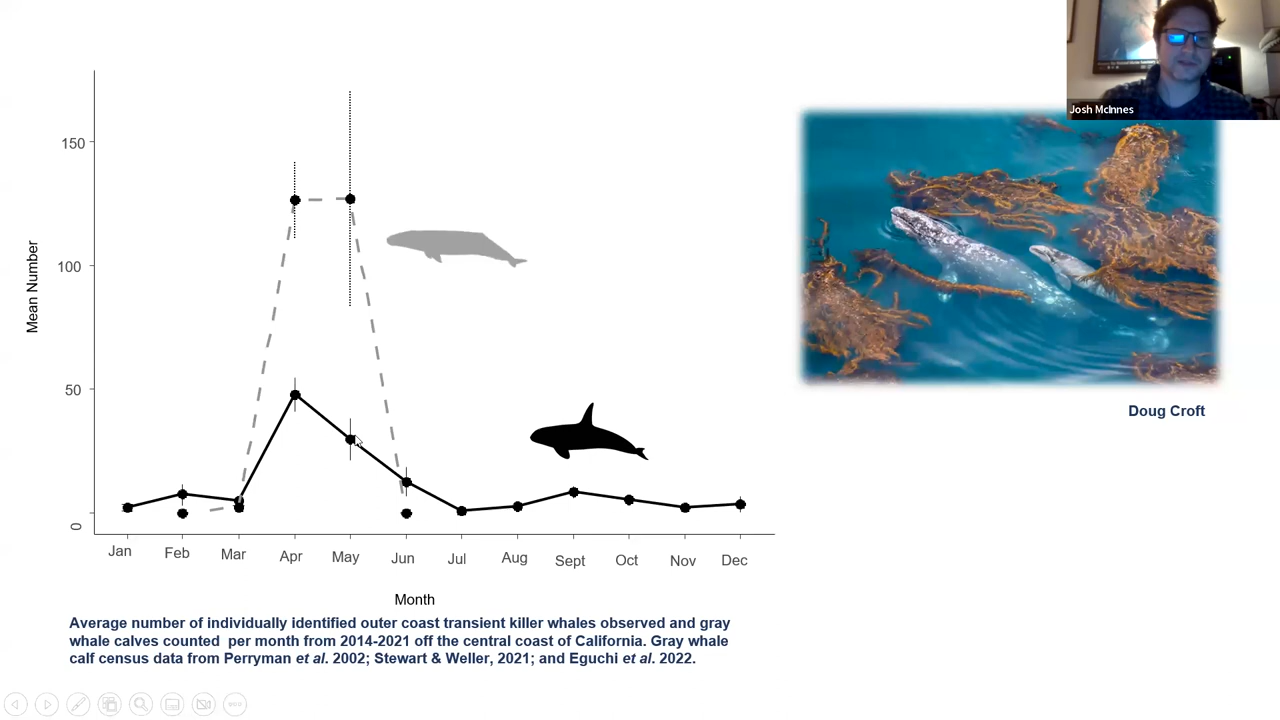 Josh McInnes
150
100
50
0
Mean Number
Jan Feb Mar Apr May Jun Jul Aug Sept Oct Nov Dec
Month
Doug Croft
Average number of individually identified outer coast transient killer whales observed and gray
whale calves counted per month from 2014-2021 off the central coast of California. Gray whale
calf census data from Perryman et al. 2002; Stewart & Weller, 2021; and Eguchi et al. 2022.